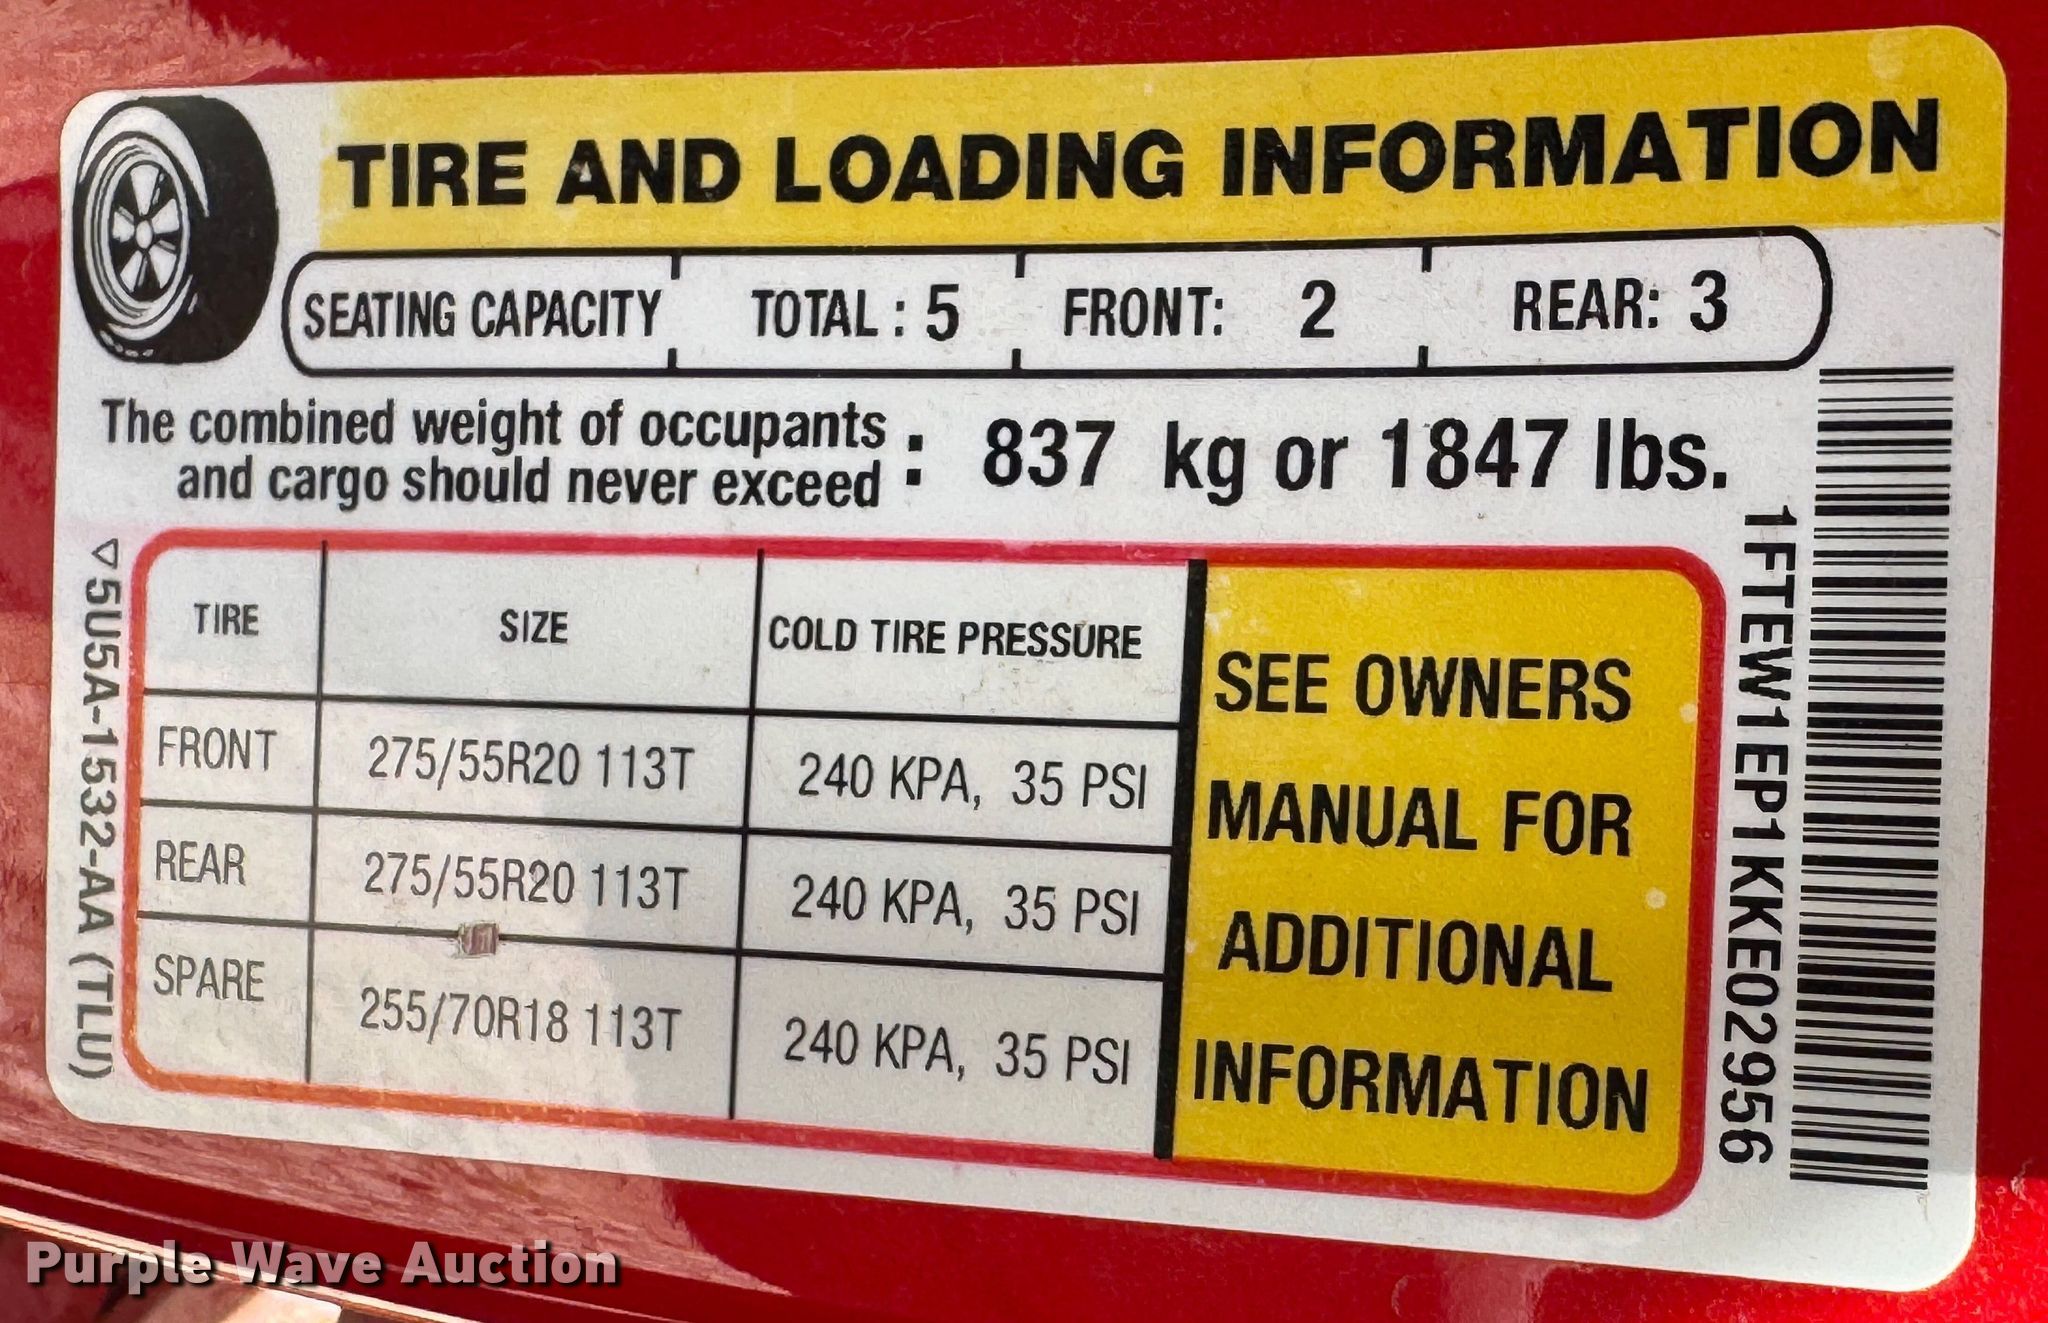 TIRE AND LOADING INFORMATION
SEATING CAPACITY TOTAL : 5 FRONT: 2 REAR: 3
The combined weight of occupants
and cargo should never exceed : 837 kg or 1847 lbs.
TIRE SIZE COLD TIRE PRESSURE
FRONT 275/55R20 113T 240 KPA, 35 PSI
REAR 275/55R20 113T 240 KPA, 35 PSI
SPARE 255/70R18 113T 240 KPA, 35 PSI
SEE OWNERS
MANUAL FOR
ADDITIONAL
INFORMATION
5U5A-1532-AA (TLU)
1FTEW1EP1KKE02956
Purple Wave Auction